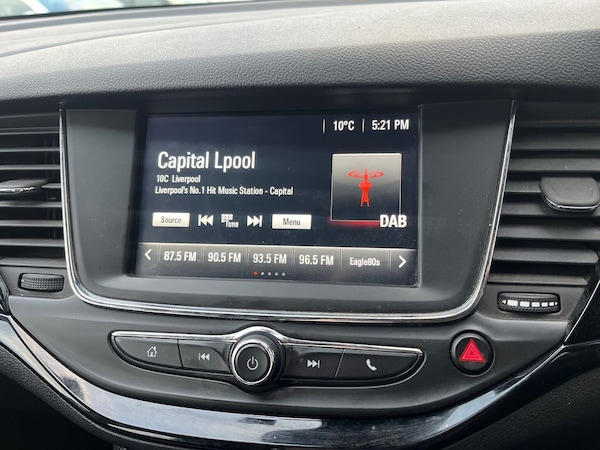 10°C 5:21 PM
Capital Lpool
10C Liverpool
Liverpool's No.1 Hit Music Station - Capital
DAB
Source Tune Menu
87.5 FM 90.5 FM 93.5 FM 96.5 FM Eagle80s